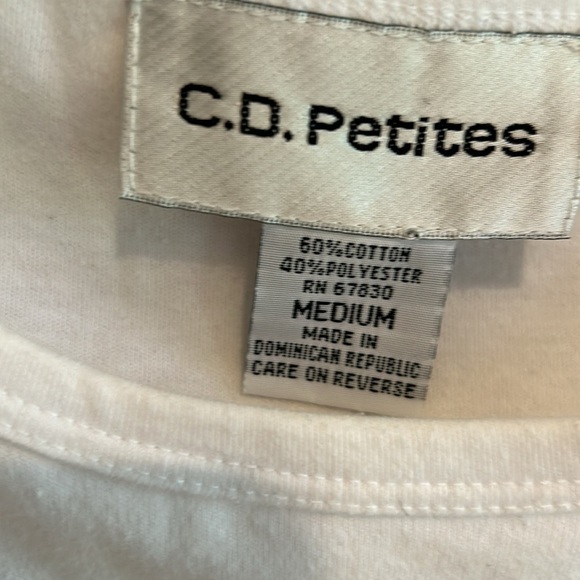 C.D. Petites
60%COTTON
40%POLYESTER
RN 67830
MEDIUM
MADE IN
DOMINICAN REPUBLIC
CARE ON REVERSE